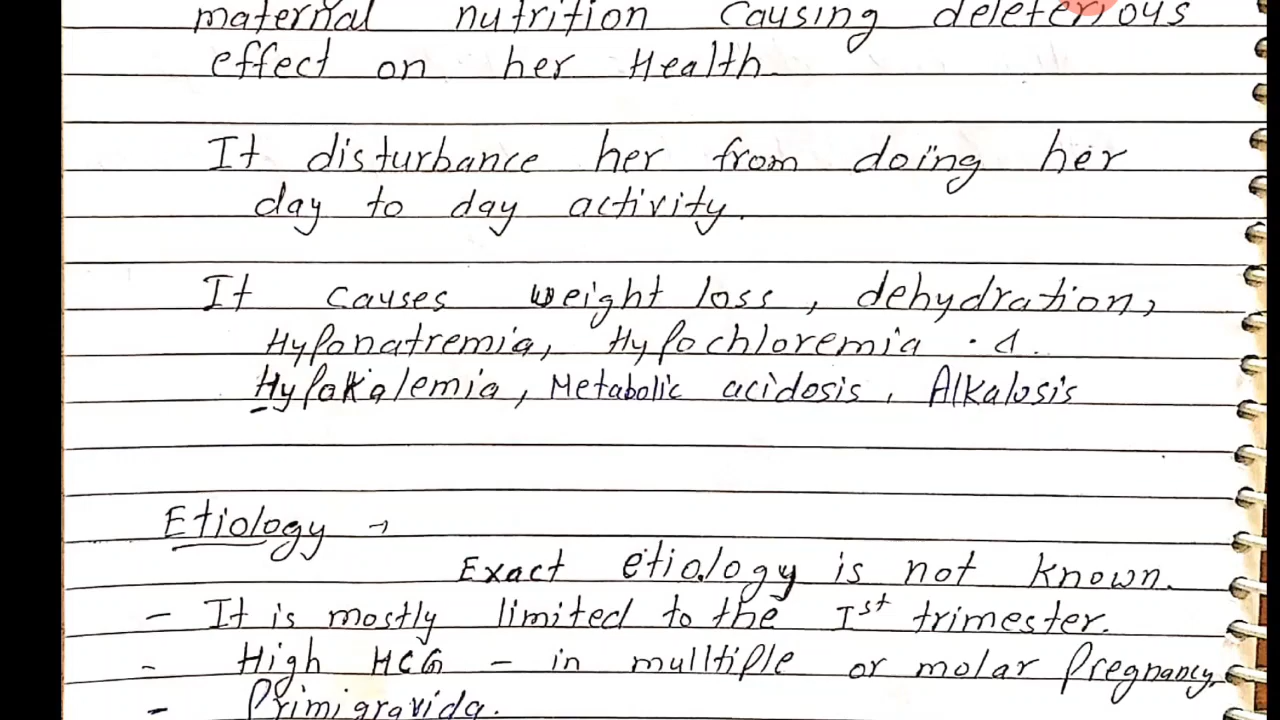 maternal nutrition causing deleterious
effect on her Health
It disturbance her from doing her
day to day activity.
It causes weight loss, dehydration,
Hyponatremia, Hypochloremia
Hypokalemia, Metabolic acidosis, Alkalosis
Etiology →
Exact etiology is not known.
- It is mostly limited to the Ist trimester.
- High HCG - in mulltiple or molar pregnancy
- Primigravida.